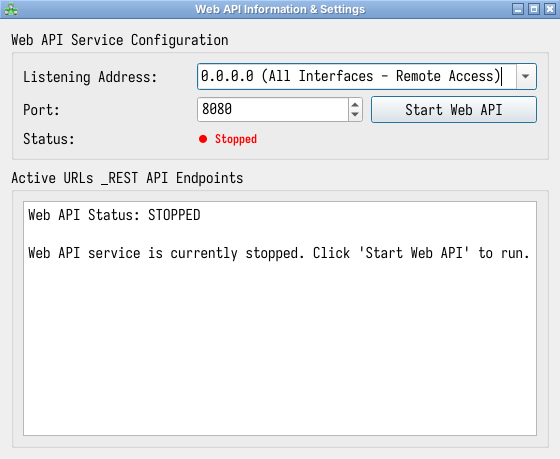 Web API Information & Settings
Web API Service Configuration
Listening Address: 0.0.0.0 (All Interfaces - Remote Access)
Port: 8080 Start Web API
Status: Stopped
Active URLs _REST API Endpoints
Web API Status: STOPPED
Web API service is currently stopped. Click 'Start Web API' to run.